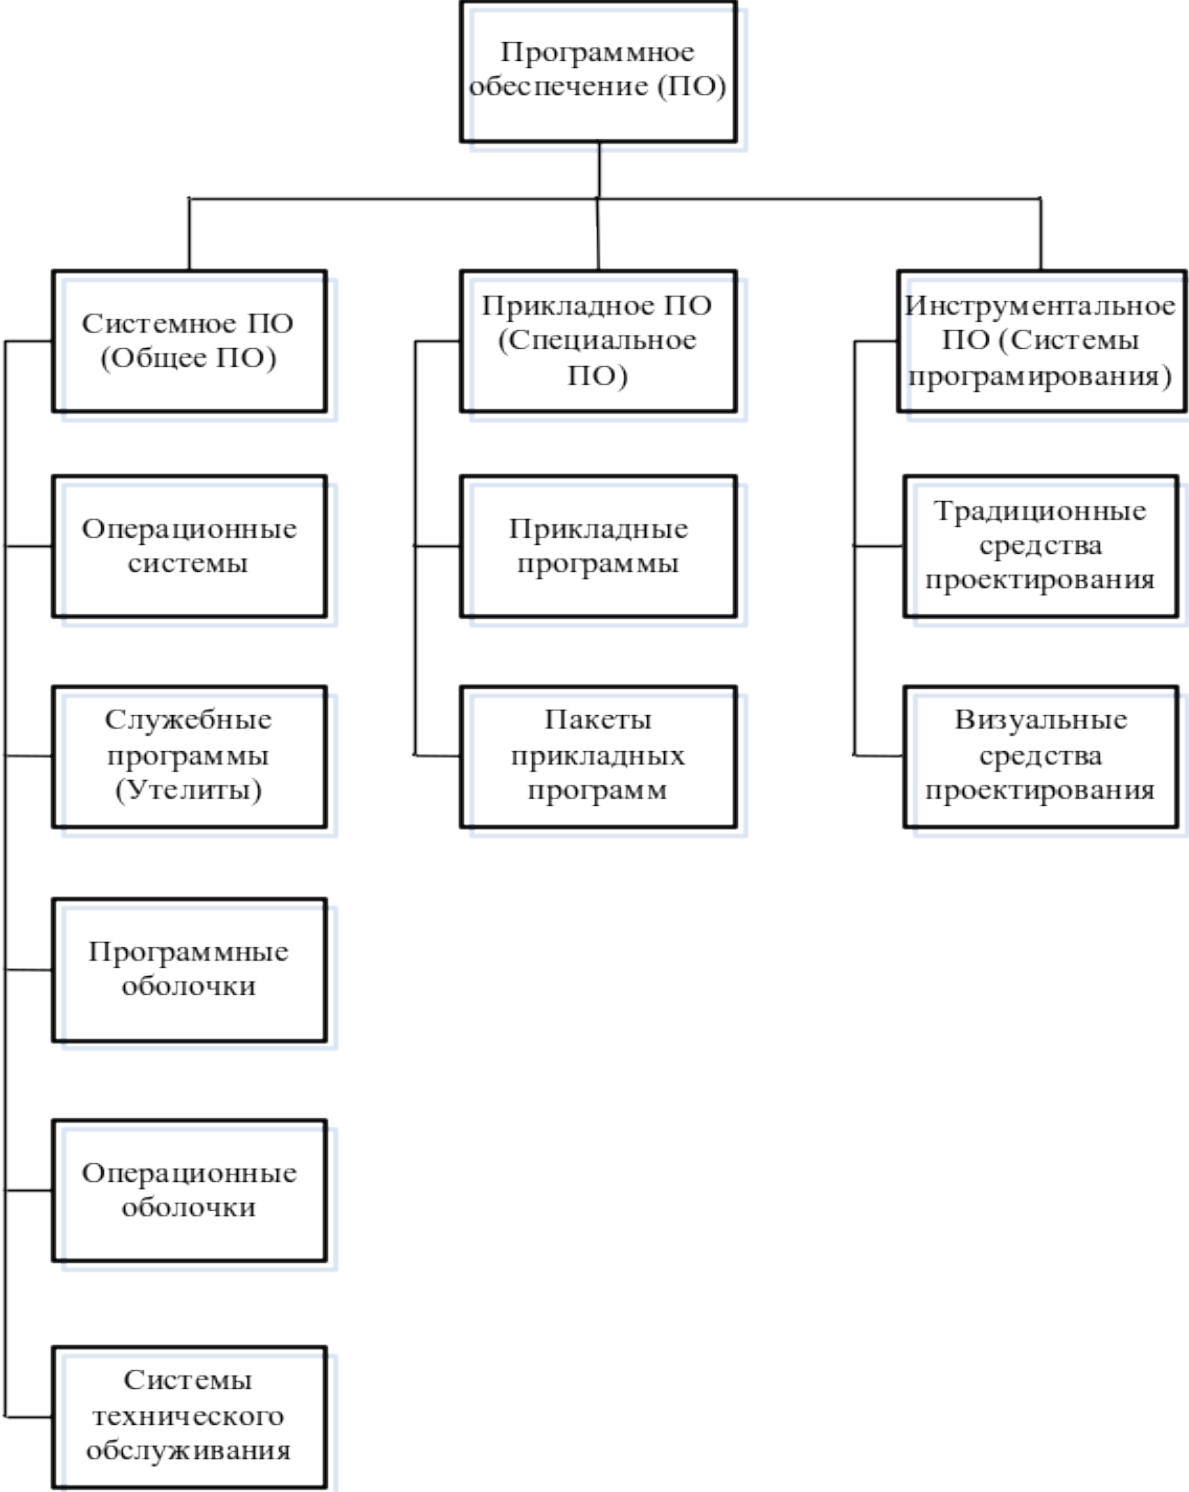 Программное
обеспечение (ПО)
Системное ПО
(Общее ПО)
Прикладное ПО
(Специальное
ПО)
Инструментальное
ПО (Системы
програмирования)
Операционные
системы
Прикладные
программы
Традиционные
средства
проектирования
Служебные
программы
(Утелиты)
Пакеты
прикладных
программ
Визуальные
средства
проектирования
Программные
оболочки
Операционные
оболочки
Системы
технического
обслуживания